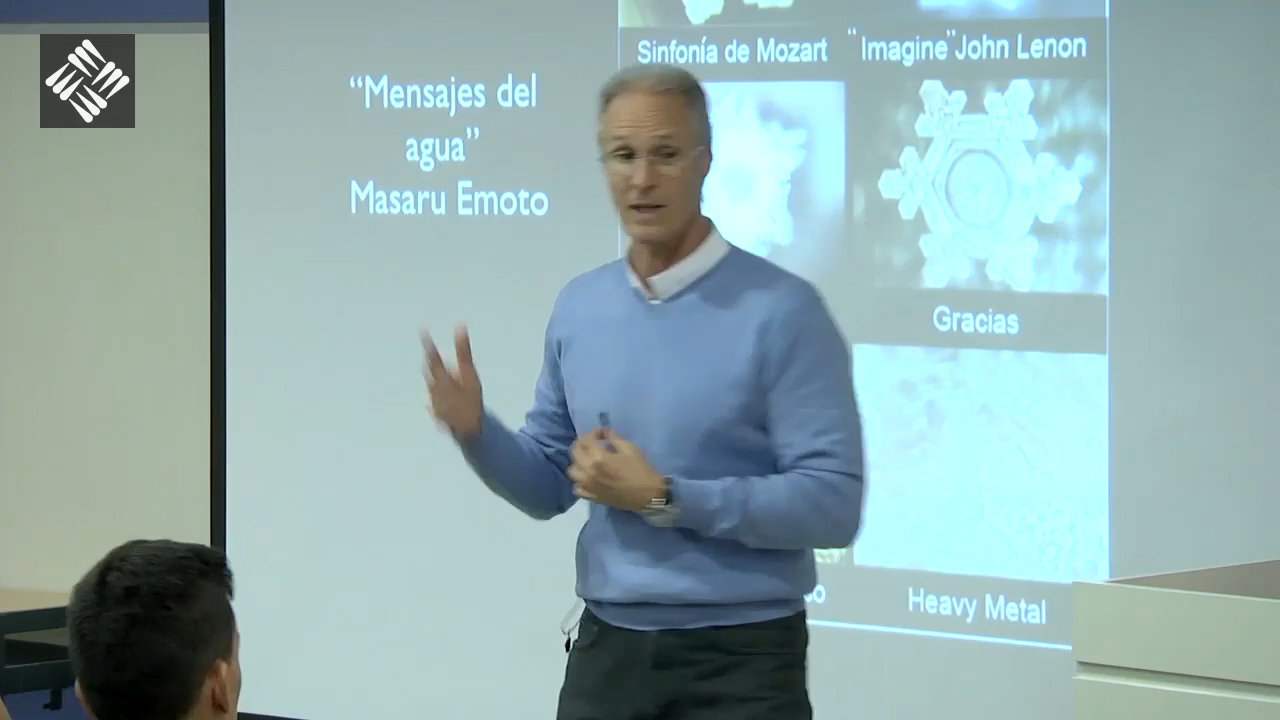 Sinfonía de Mozart
"Imagine" John Lenon
"Mensajes del
agua"
Masaru Emoto
Gracias
Heavy Metal